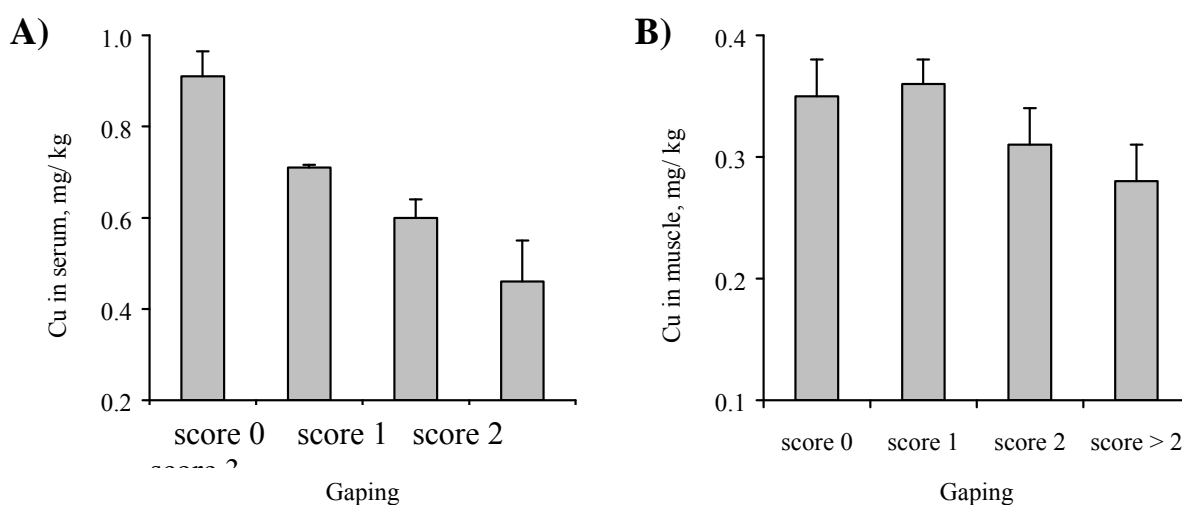 A)
Cu in serum, mg/ kg
1.0
0.8
0.6
0.4
0.2
score 0 score 1 score 2
Gaping
B)
Cu in muscle, mg/ kg
0.4
0.3
0.2
0.1
score 0 score 1 score 2 score > 2
Gaping